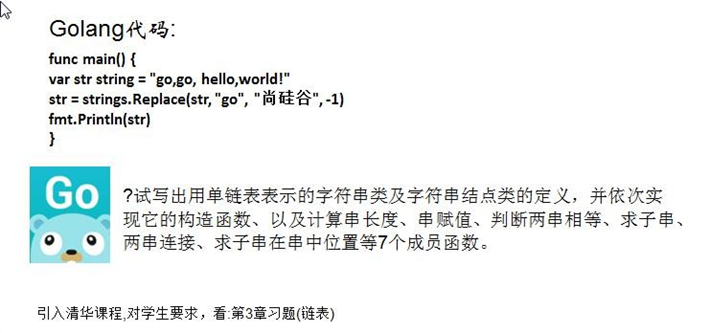 Golang代码:
func main() {
var str string = "go,go, hello,world!"
str = strings.Replace(str, "go", "尚硅谷", -1)
fmt.Println(str)
}
Go
?试写出用单链表表示的字符串类及字符串结点类的定义，并依次实
现它的构造函数、以及计算串长度、串赋值、判断两串相等、求子串、
两串连接、求子串在串中位置等7个成员函数。
引入清华课程,对学生要求，看:第3章习题(链表)